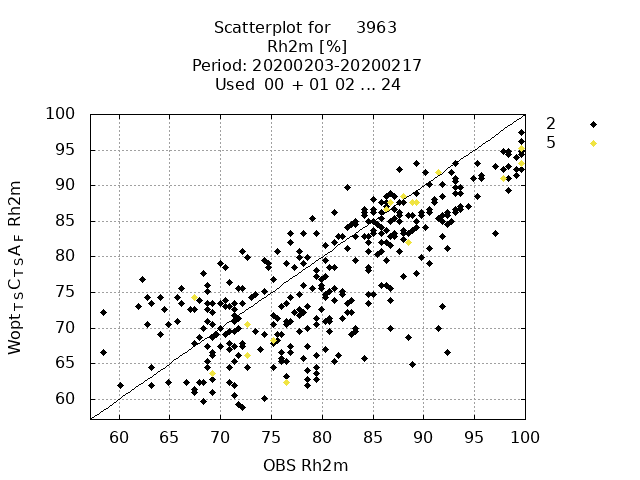 Scatterplot for 3963
Rh2m [%]
Period: 20200203-20200217
Used 00 + 01 02 ... 24
100
95
90
85
80
75
70
65
60
Wopt T S C T S A F Rh2m
2
5
60 65 70 75 80 85 90 95 100
OBS Rh2m